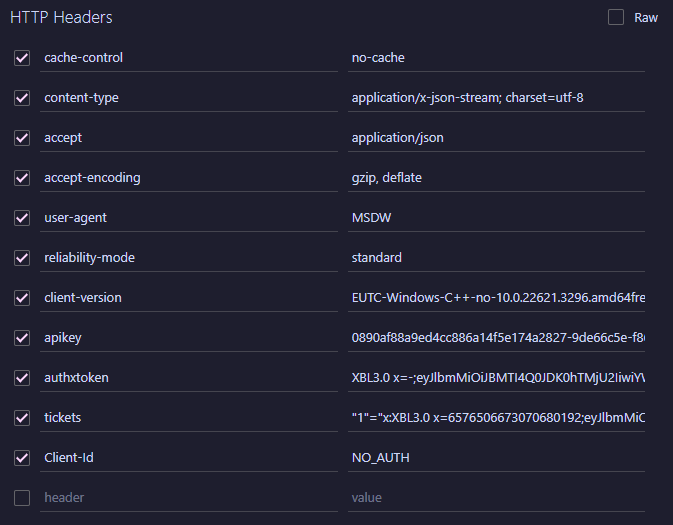 HTTP Headers Raw
cache-control no-cache
content-type application/x-json-stream; charset=utf-8
accept application/json
accept-encoding gzip, deflate
user-agent MSDW
reliability-mode standard
client-version EUTC-Windows-C++-no-10.0.22621.3296.amd64fre
apikey 0890af88a9ed4cc886a14f5e174a2827-9de66c5e-f86
authxtoken XBL3.0 x=-;eyJlbmMiOiJBMTI4Q0JDK0hTMjU2IiwiYV
tickets "1"="x:XBL3.0 x=6576506673070680192;eyJlbmMiO
Client-Id NO_AUTH
header value